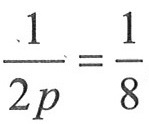 1/2p = 1/8